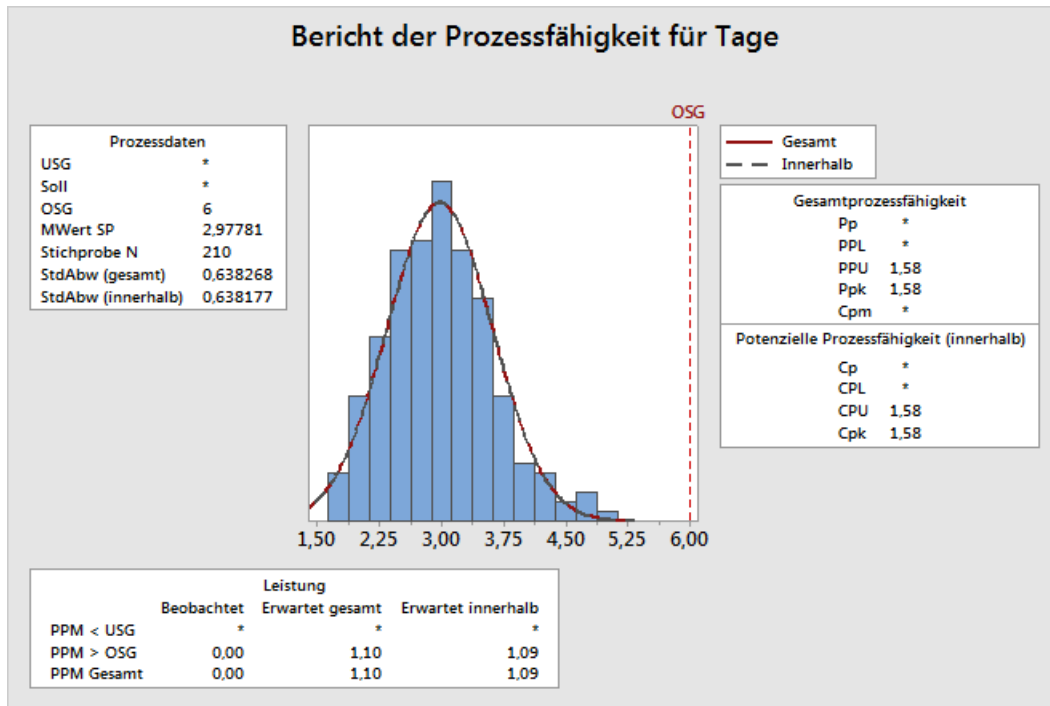 Bericht der Prozessfähigkeit für Tage
OSG
Prozessdaten
USG *
Soll *
OSG 6
MWert SP 2,97781
Stichprobe N 210
StdAbw (gesamt) 0,638268
StdAbw (innerhalb) 0,638177
Gesamt
Innerhalb
Gesamtprozessfähigkeit
Pp *
PPL *
PPU 1,58
Ppk 1,58
Cpm *
Potenzielle Prozessfähigkeit (innerhalb)
Cp *
CPL *
CPU 1,58
Cpk 1,58
1,50 2,25 3,00 3,75 4,50 5,25 6,00
Leistung
Beobachtet Erwartet gesamt Erwartet innerhalb
PPM < USG * * *
PPM > OSG 0,00 1,10 1,09
PPM Gesamt 0,00 1,10 1,09